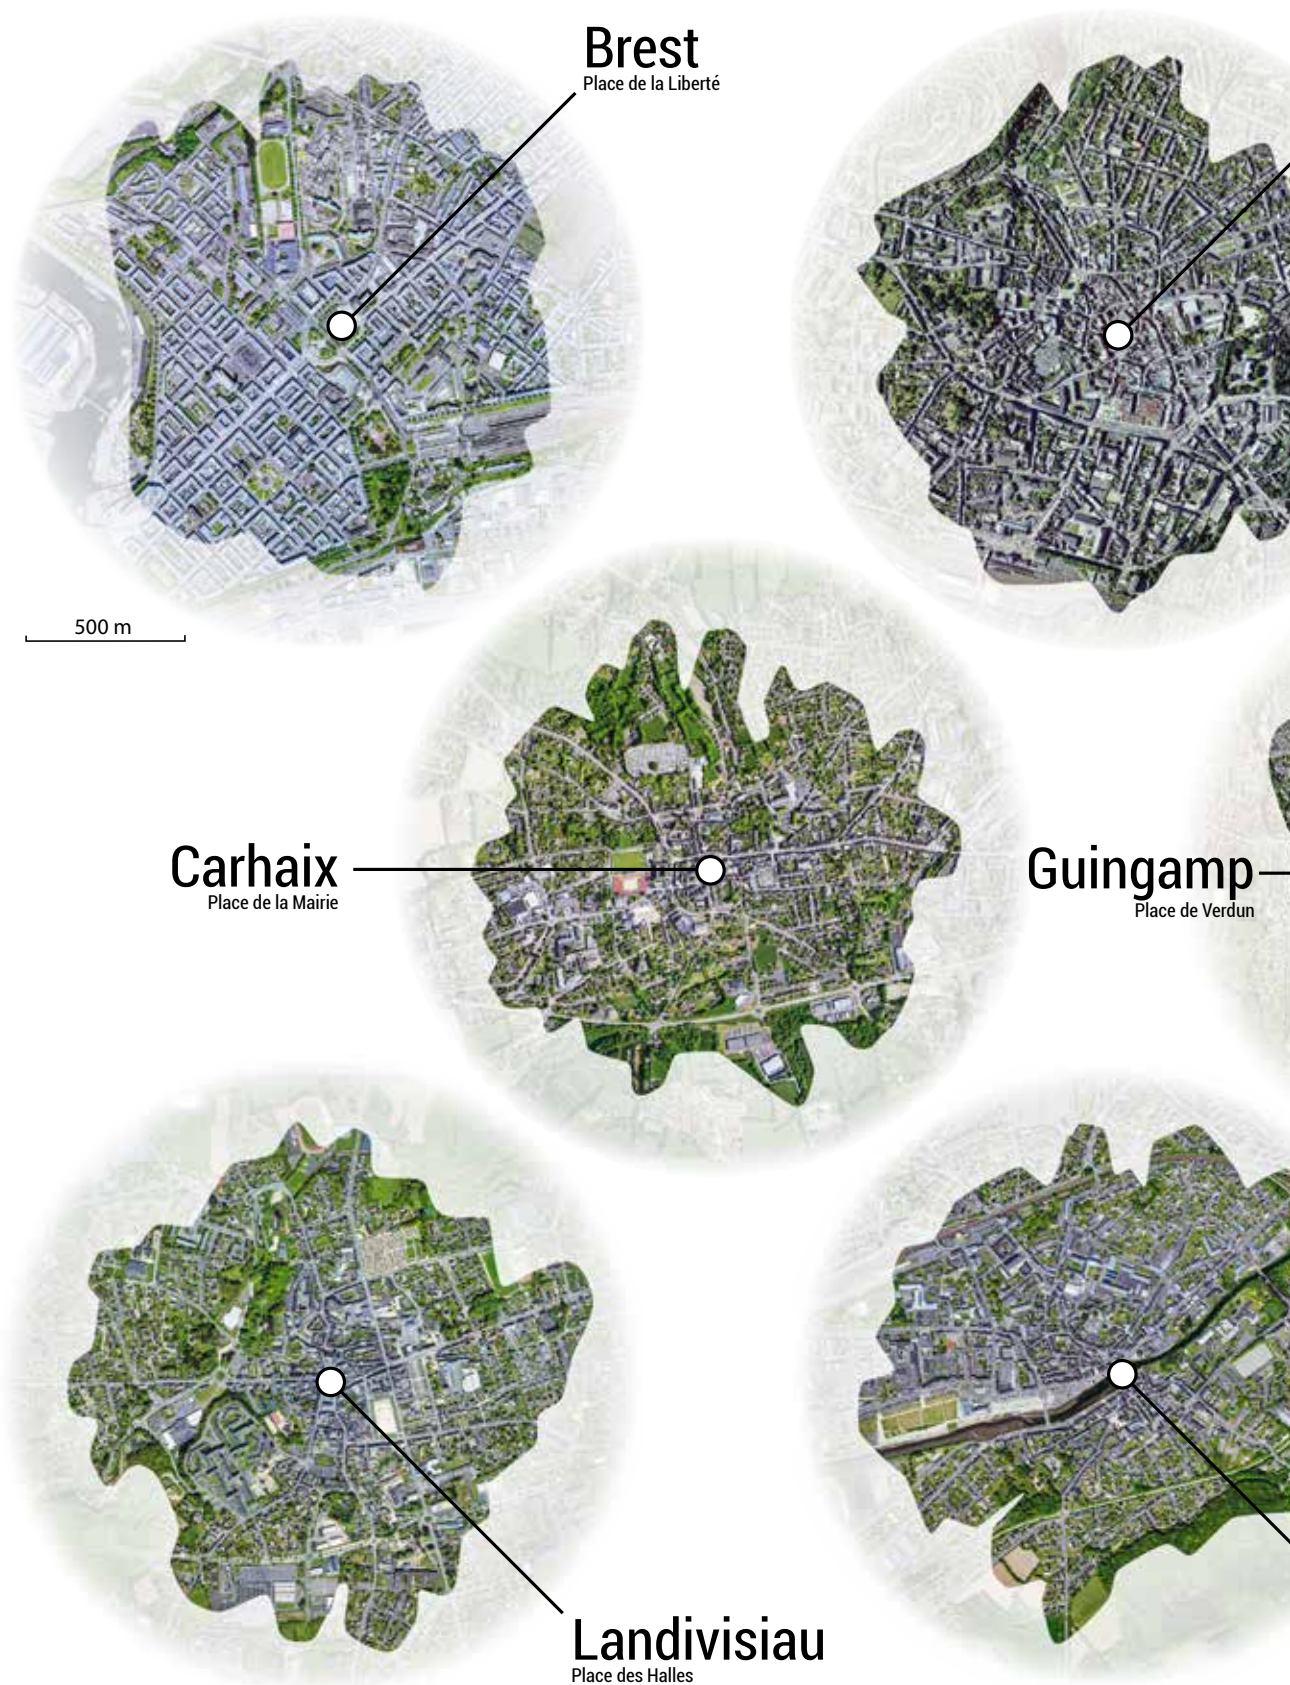 Brest
Place de la Liberté
500 m
Carhaix
Place de la Mairie
Guingamp
Place de Verdun
Landivisiau
Place des Halles